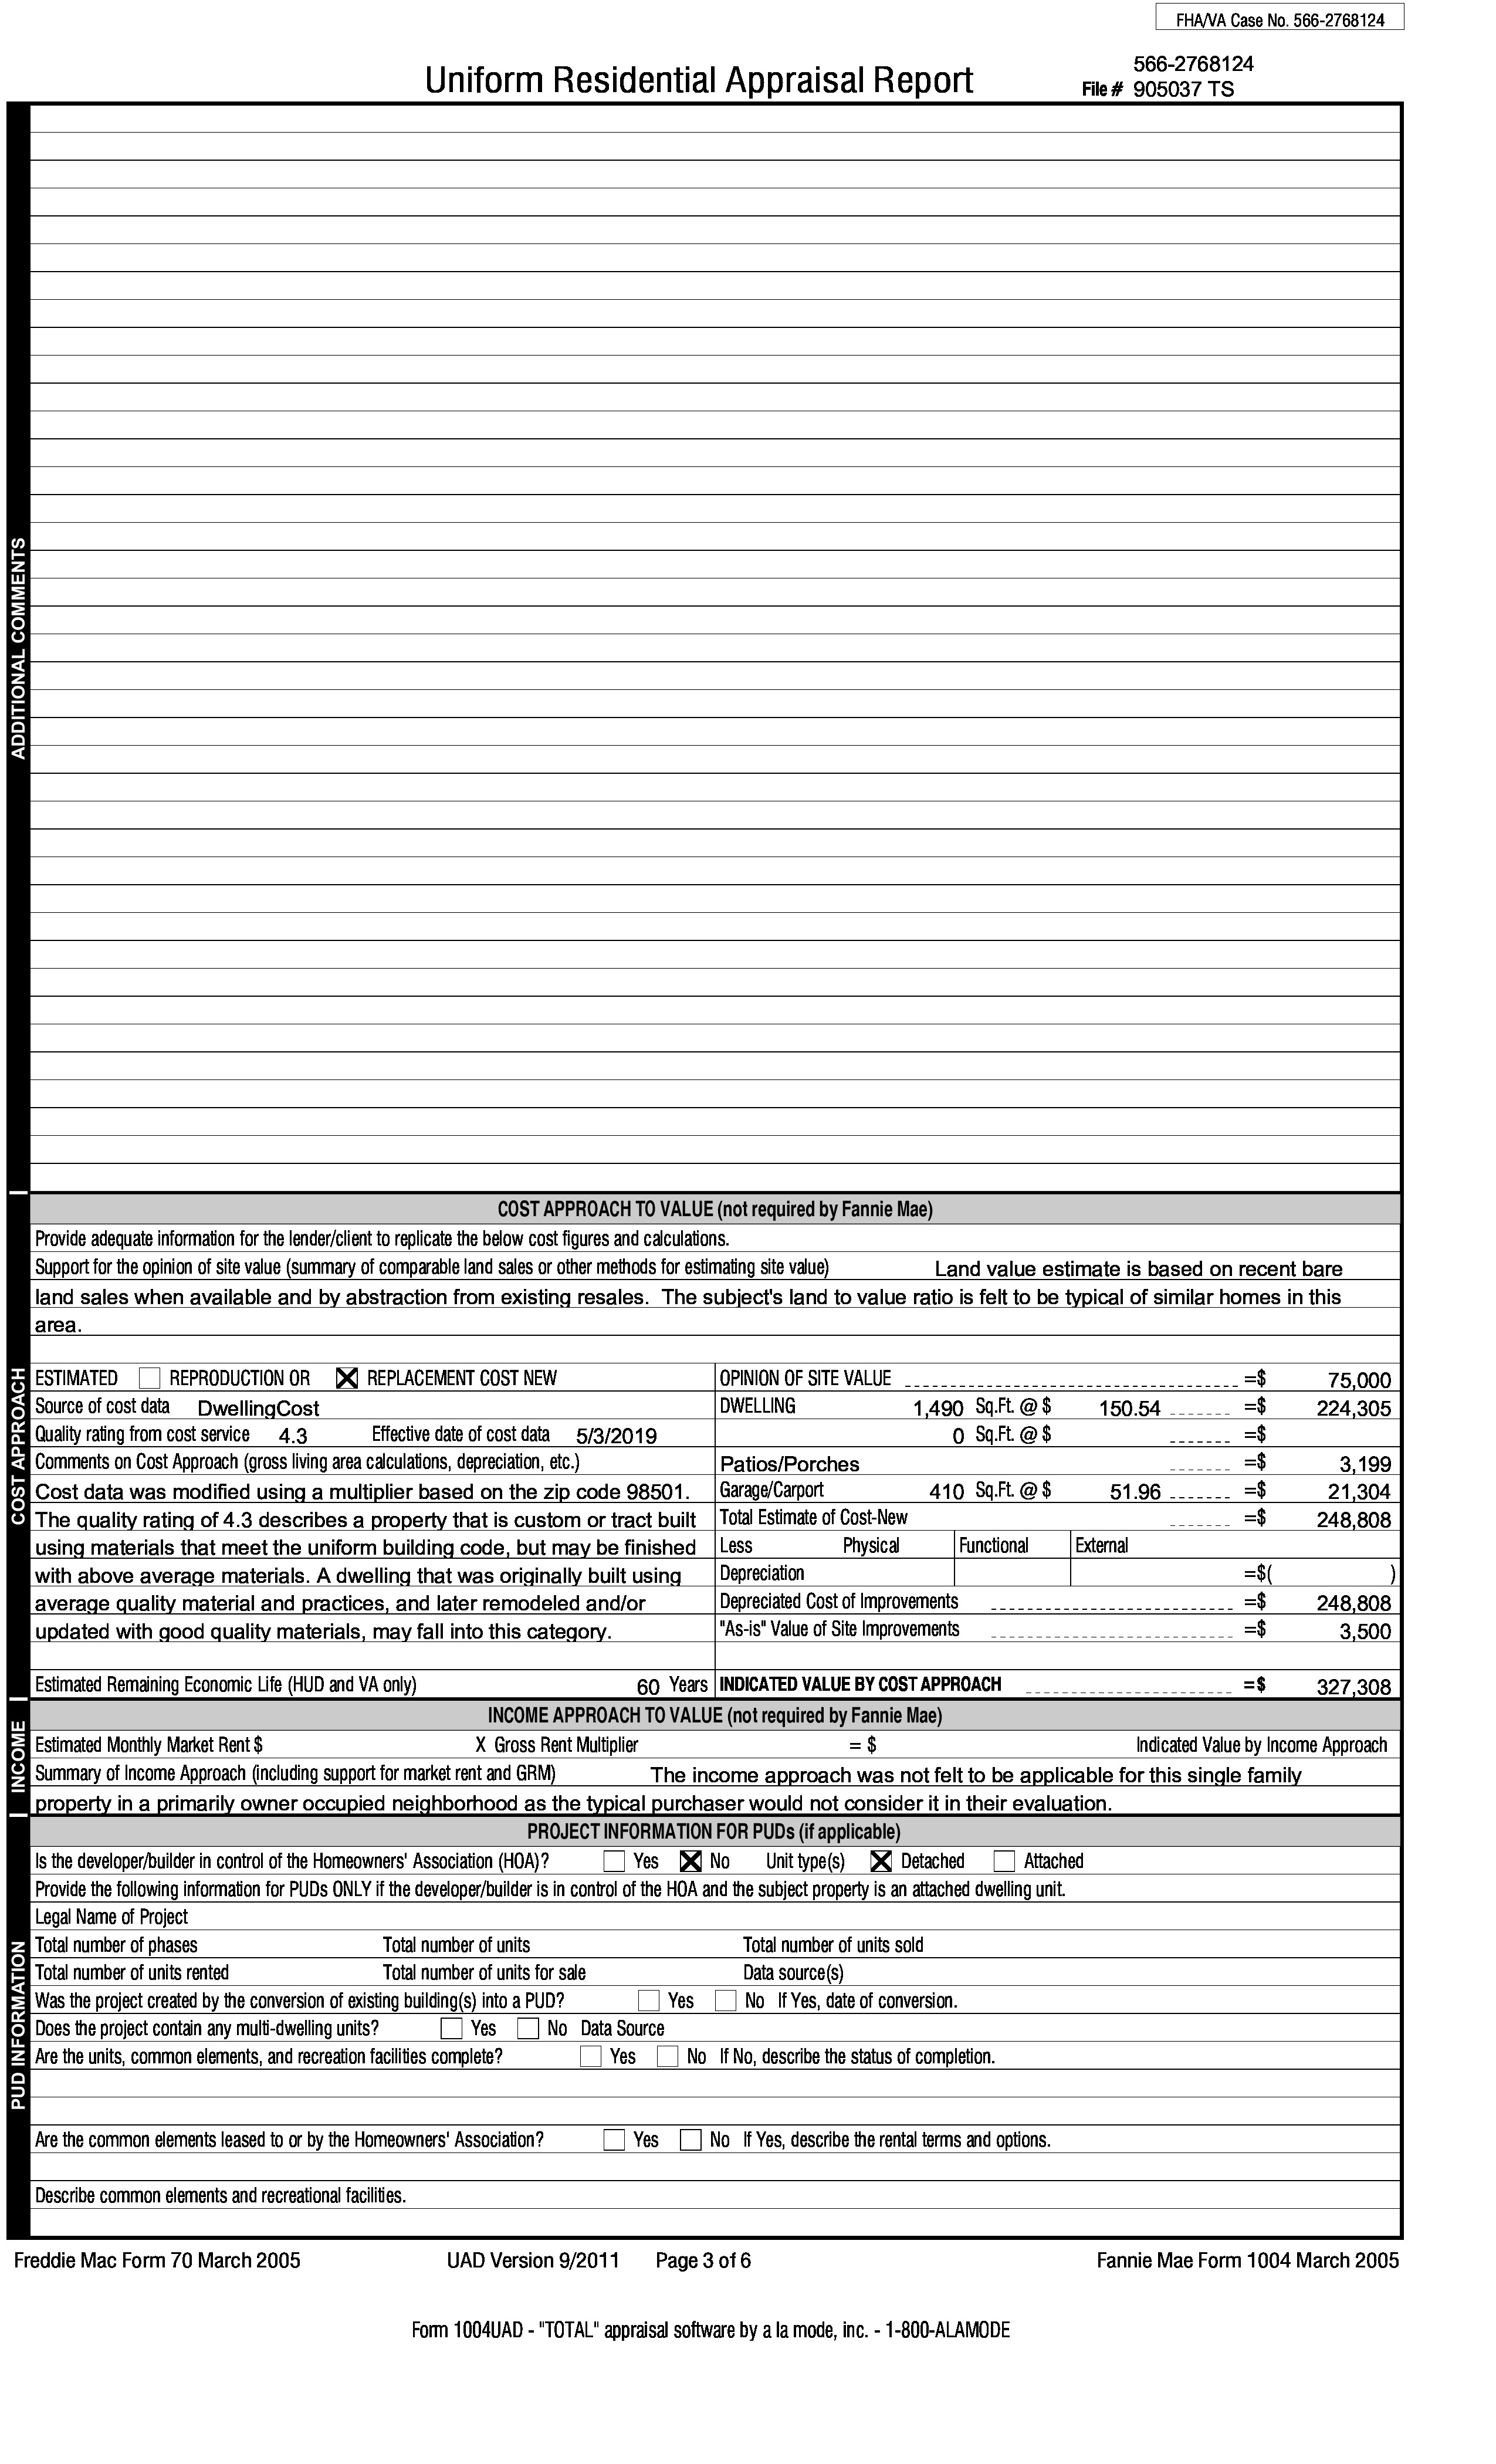 FHA/VA Case No. 566-2768124
566-2768124
Uniform Residential Appraisal Report File # 905037 TS
ADDITIONAL COMMENTS
COST APPROACH TO VALUE (not required by Fannie Mae)
Provide adequate information for the lender/client to replicate the below cost figures and calculations.
Support for the opinion of site value (summary of comparable land sales or other methods for estimating site value) Land value estimate is based on recent bare
land sales when available and by abstraction from existing resales. The subject's land to value ratio is felt to be typical of similar homes in this
area.
COST APPROACH
ESTIMATED REPRODUCTION OR X REPLACEMENT COST NEW OPINION OF SITE VALUE =$ 75,000
Source of cost data DwellingCost DWELLING 1,490 Sq.Ft. @ $ 150.54 =$ 224,305
Quality rating from cost service 4.3 Effective date of cost data 5/3/2019 0 Sq.Ft. @ $ =$
Comments on Cost Approach (gross living area calculations, depreciation, etc.) Patios/Porches =$ 3,199
Cost data was modified using a multiplier based on the zip code 98501. Garage/Carport 410 Sq.Ft. @ $ 51.96 =$ 21,304
The quality rating of 4.3 describes a property that is custom or tract built Total Estimate of Cost-New =$ 248,808
using materials that meet the uniform building code, but may be finished Less Physical Functional External
with above average materials. A dwelling that was originally built using Depreciation =$( )
average quality material and practices, and later remodeled and/or Depreciated Cost of Improvements =$ 248,808
updated with good quality materials, may fall into this category. "As-is" Value of Site Improvements =$ 3,500
Estimated Remaining Economic Life (HUD and VA only) 60 Years INDICATED VALUE BY COST APPROACH =$ 327,308
INCOME
INCOME APPROACH TO VALUE (not required by Fannie Mae)
Estimated Monthly Market Rent $ X Gross Rent Multiplier = $ Indicated Value by Income Approach
Summary of Income Approach (including support for market rent and GRM) The income approach was not felt to be applicable for this single family
property in a primarily owner occupied neighborhood as the typical purchaser would not consider it in their evaluation.
PROJECT INFORMATION FOR PUDs (if applicable)
PUD INFORMATION
Is the developer/builder in control of the Homeowners' Association (HOA)? Yes X No Unit type(s) X Detached Attached
Provide the following information for PUDs ONLY if the developer/builder is in control of the HOA and the subject property is an attached dwelling unit.
Legal Name of Project
Total number of phases Total number of units Total number of units sold
Total number of units rented Total number of units for sale Data source(s)
Was the project created by the conversion of existing building(s) into a PUD? Yes No If Yes, date of conversion.
Does the project contain any multi-dwelling units? Yes No Data Source
Are the units, common elements, and recreation facilities complete? Yes No If No, describe the status of completion.
Are the common elements leased to or by the Homeowners' Association? Yes No If Yes, describe the rental terms and options.
Describe common elements and recreational facilities.
Freddie Mac Form 70 March 2005 UAD Version 9/2011 Page 3 of 6 Fannie Mae Form 1004 March 2005
Form 1004UAD - "TOTAL" appraisal software by a la mode, inc. - 1-800-ALAMODE